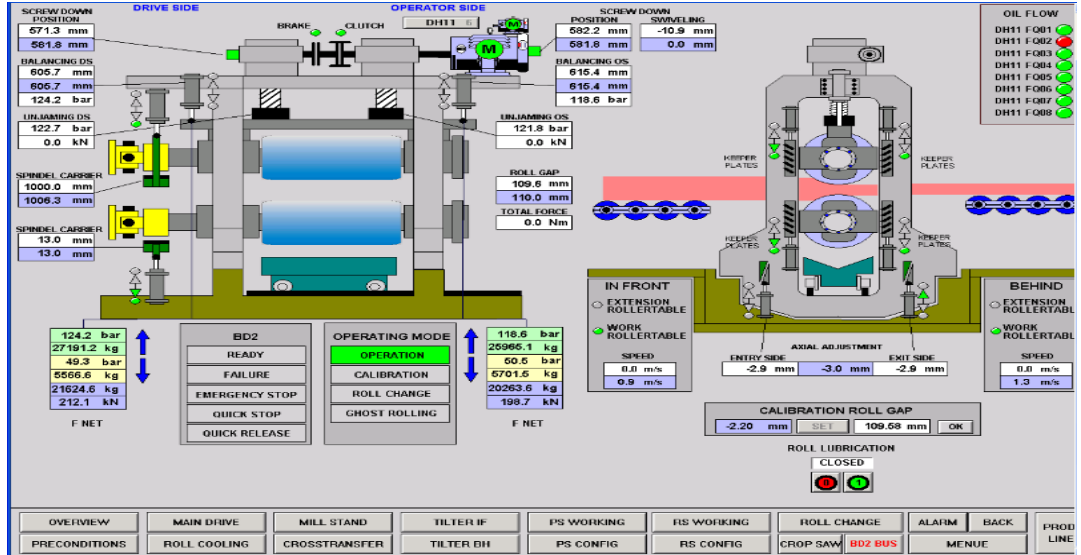 DRIVE SIDE
OPERATOR SIDE
SCREW DOWN
POSITION
571.3 mm
581.8 mm
BRAKE
CLUTCH
DH11 6
M
M
SCREW DOWN
POSITION
582.2 mm
581.8 mm
SWIVELING
-10.9 mm
0.0 mm
OIL FLOW
DH11 FQ01
DH11 FQ02
DH11 FQ03
DH11 FQ04
DH11 FQ05
DH11 FQ06
DH11 FQ07
DH11 FQ08
BALANCING DS
605.7 mm
605.7 mm
124.2 bar
BALANCING OS
615.4 mm
615.4 mm
118.6 bar
UNJAMING DS
122.7 bar
0.0 kN
UNJAMING OS
121.8 bar
0.0 kN
SPINDEL CARRIER
1000.0 mm
1006.3 mm
ROLL GAP
109.6 mm
110.0 mm
TOTAL FORCE
0.0 Nm
SPINDEL CARRIER
13.0 mm
13.0 mm
KEEPER
PLATES
KEEPER
PLATES
KEEPER
PLATES
KEEPER
PLATES
124.2 bar
27191.2 kg
49.3 bar
5566.6 kg
21624.6 kg
212.1 kN
F NET
BD2
READY
FAILURE
EMERGENCY STOP
QUICK STOP
QUICK RELEASE
OPERATING MODE
OPERATION
CALIBRATION
ROLL CHANGE
GHOST ROLLING
118.6 bar
25965.1 kg
50.5 bar
5701.5 kg
20263.6 kg
198.7 kN
F NET
IN FRONT
EXTENSION
ROLLERTABLE
WORK
ROLLERTABLE
SPEED
0.0 m/s
0.9 m/s
AXIAL ADJUSTMENT
ENTRY SIDE
EXIT SIDE
-2.9 mm
-3.0 mm
-2.9 mm
BEHIND
EXTENSION
ROLLERTABLE
WORK
ROLLERTABLE
SPEED
0.0 m/s
1.3 m/s
CALIBRATION ROLL GAP
-2.20 mm
SET
109.58 mm
OK
ROLL LUBRICATION
CLOSED
0
1
OVERVIEW
MAIN DRIVE
MILL STAND
TILTER IF
PS WORKING
RS WORKING
ROLL CHANGE
ALARM
BACK
PROD
LINE
PRECONDITIONS
ROLL COOLING
CROSSTRANSFER
TILTER BH
PS CONFIG
RS CONFIG
CROP SAW
BD2 BUS
MENUE